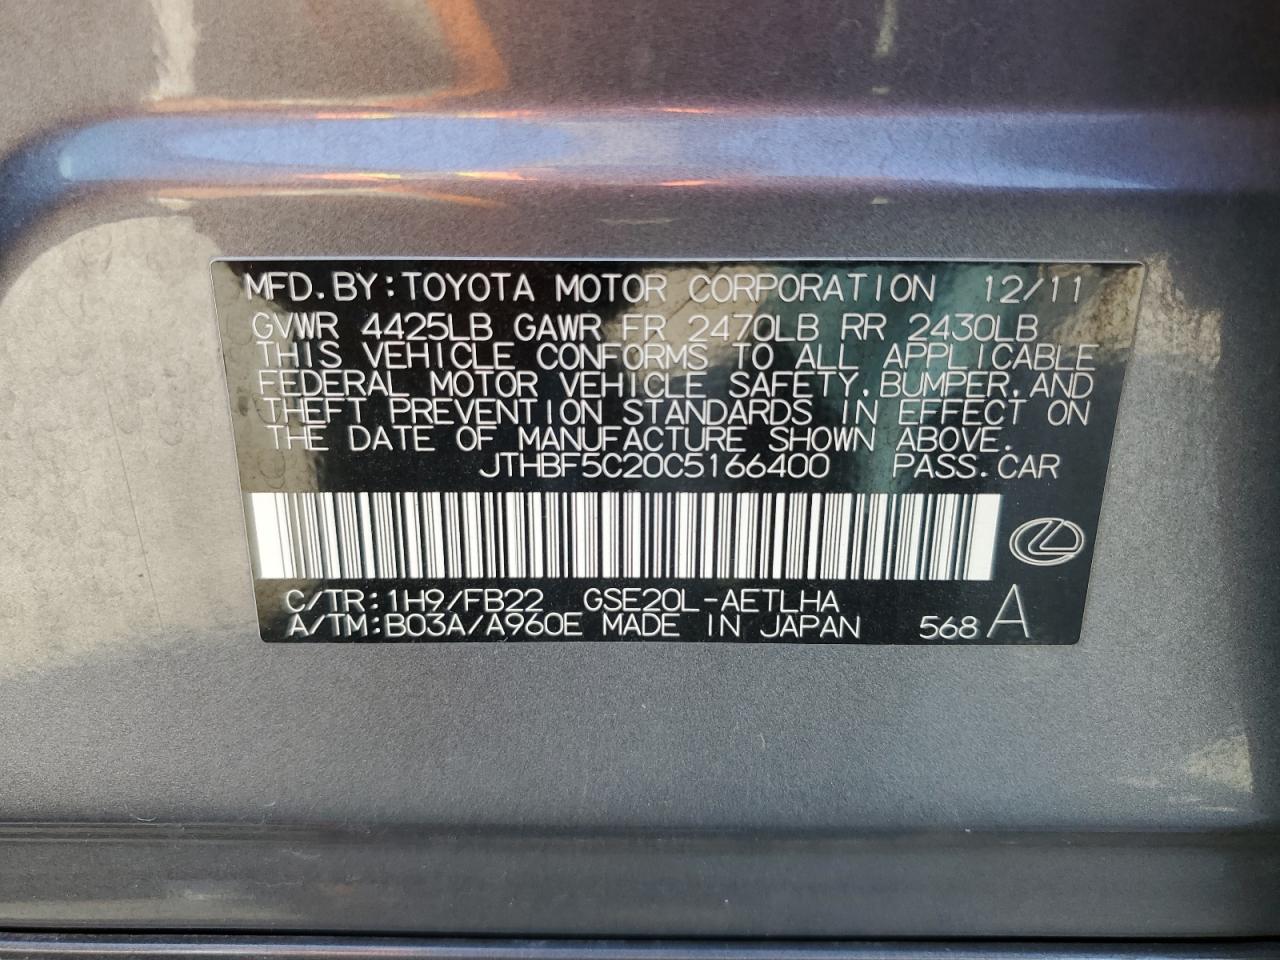 MFD.BY:TOYOTA MOTOR CORPORATION 12/11
GVWR 4425LB GAWR FR 2470LB RR 2430LB
THIS VEHICLE CONFORMS TO ALL APPLICABLE
FEDERAL MOTOR VEHICLE SAFETY,BUMPER,AND
THEFT PREVENTION STANDARDS IN EFFECT ON
THE DATE OF MANUFACTURE SHOWN ABOVE.
JTHBF5C20C5166400 PASS.CAR
C/TR:1H9/FB22 GSE20L-AETLHA
A/TM:B03A/A960E MADE IN JAPAN 568 A